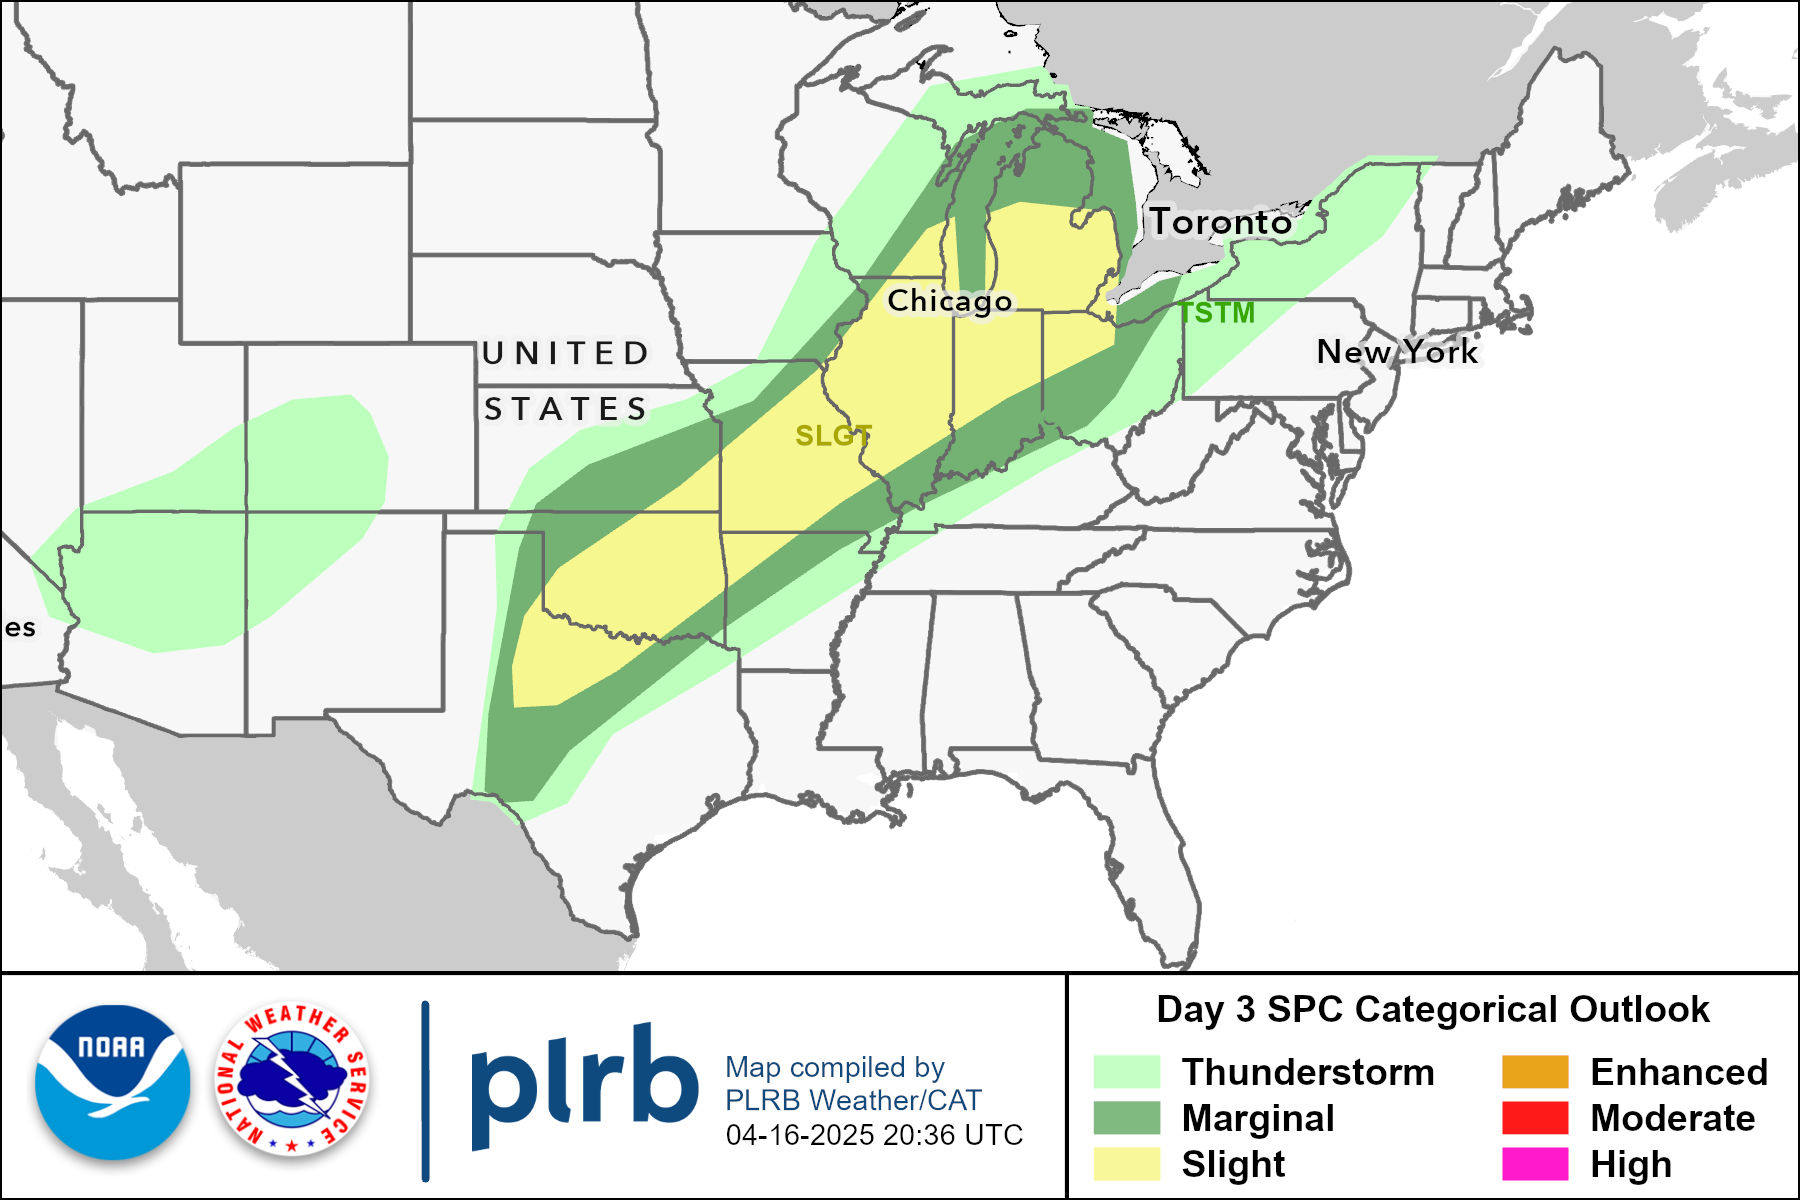 Toronto
Chicago
TSTM
UNITED
New York
STATES
SLGT
es
NOAA
NATIONAL WEATHER SERVICE
plrb
Map compiled by
PLRB Weather/CAT
04-16-2025 20:36 UTC
Day 3 SPC Categorical Outlook
Thunderstorm
Marginal
Slight
Enhanced
Moderate
High